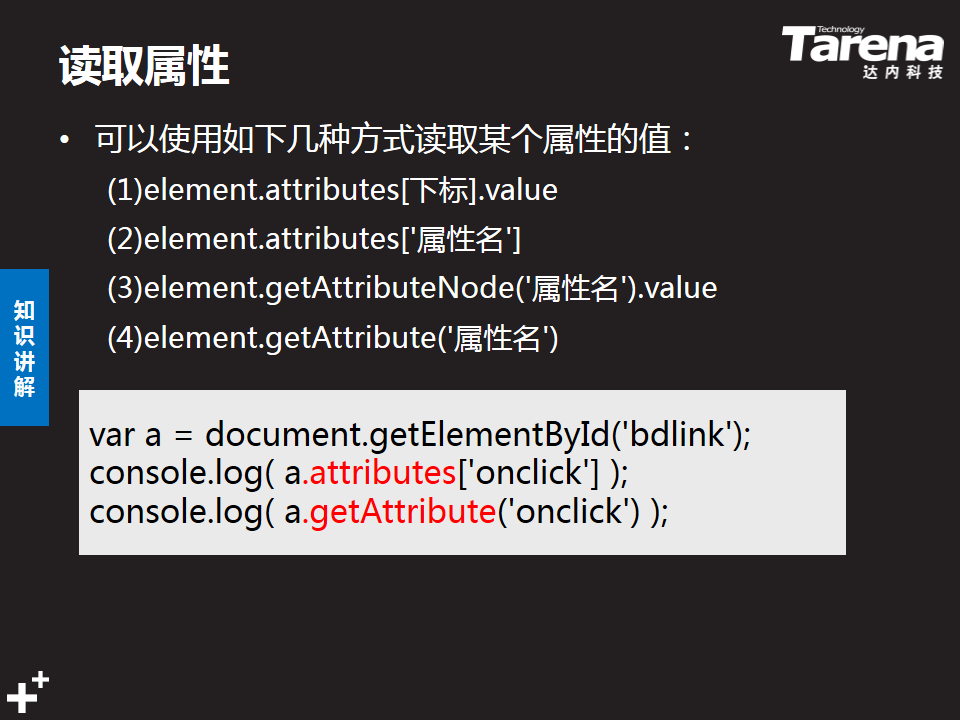 读取属性
Technology
Tarena
达内科技
• 可以使用如下几种方式读取某个属性的值：
(1)element.attributes[下标].value
(2)element.attributes['属性名']
(3)element.getAttributeNode('属性名').value
(4)element.getAttribute('属性名')
知
识
讲
解
var a = document.getElementById('bdlink');
console.log( a.attributes['onclick'] );
console.log( a.getAttribute('onclick') );